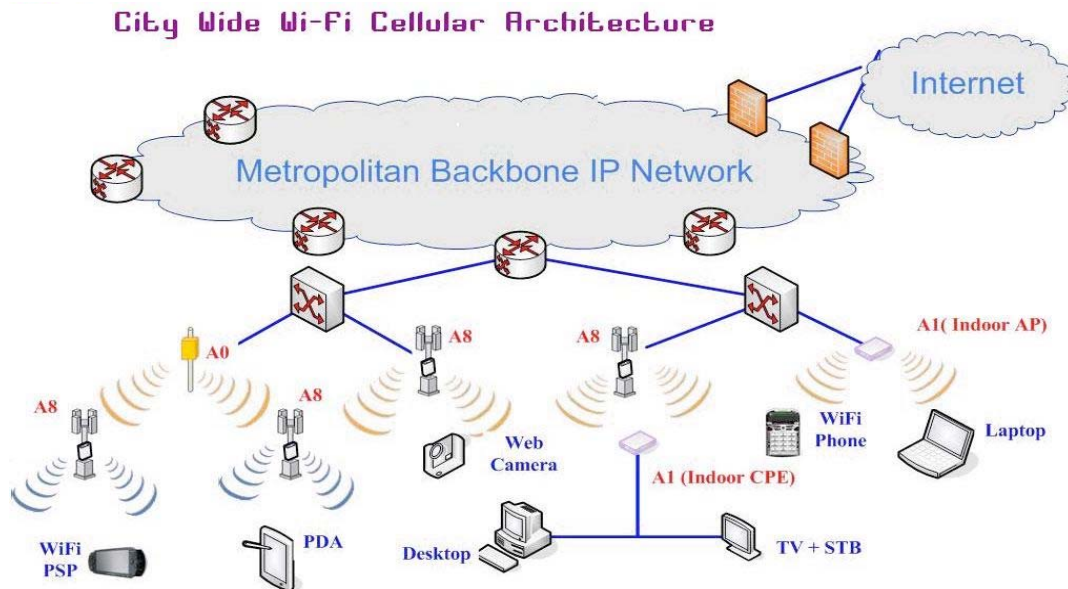 City Wide Wi-Fi Cellular Architecture
Internet
Metropolitan Backbone IP Network
A1( Indoor AP)
A0
A8
A8
A8
A8
WiFi
Phone
Laptop
Web
Camera
A1 (Indoor CPE)
WiFi
PSP
PDA
Desktop
TV + STB